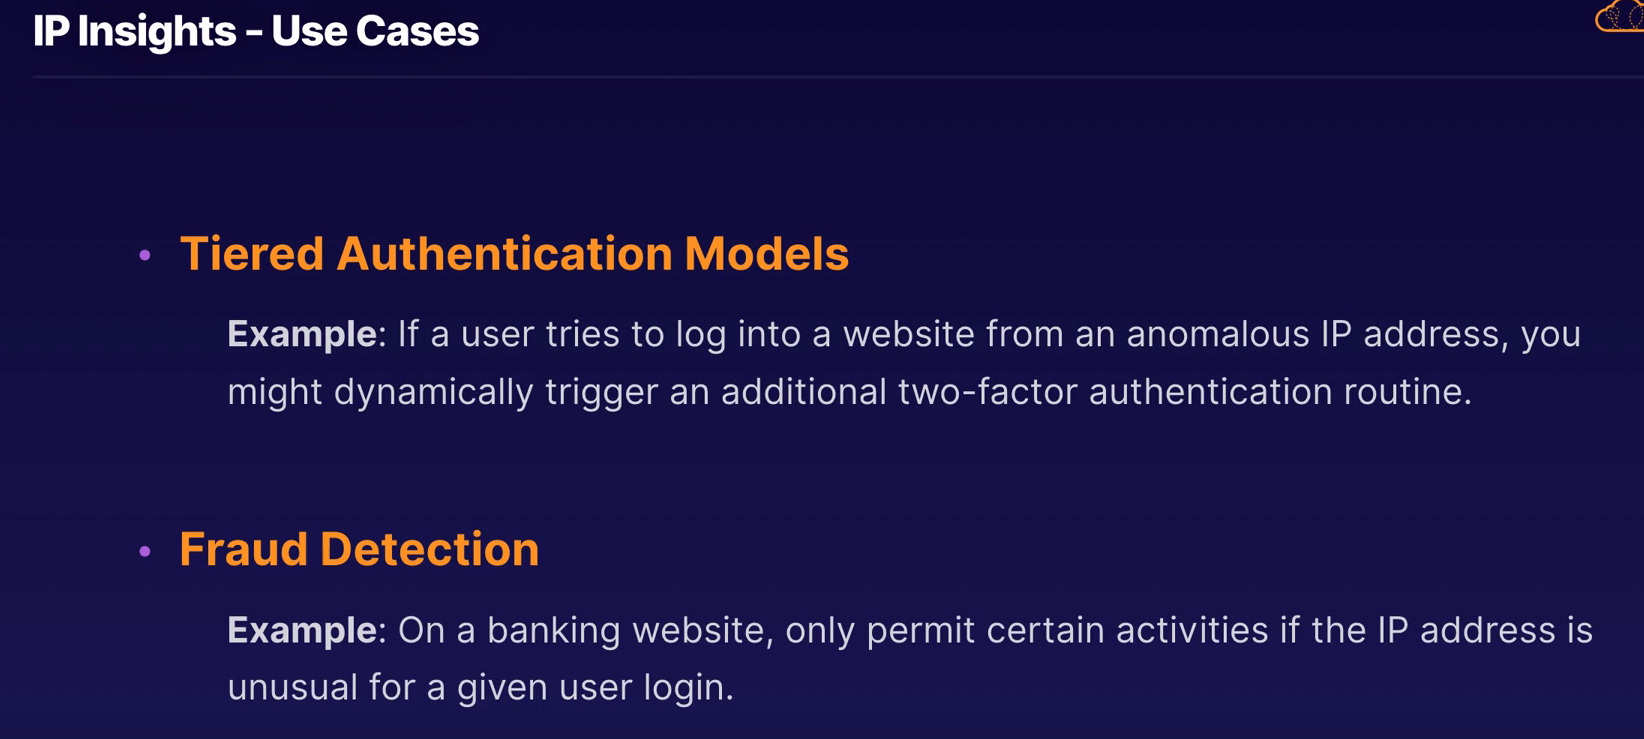 IP Insights - Use Cases
• Tiered Authentication Models
Example: If a user tries to log into a website from an anomalous IP address, you
might dynamically trigger an additional two-factor authentication routine.
• Fraud Detection
Example: On a banking website, only permit certain activities if the IP address is
unusual for a given user login.